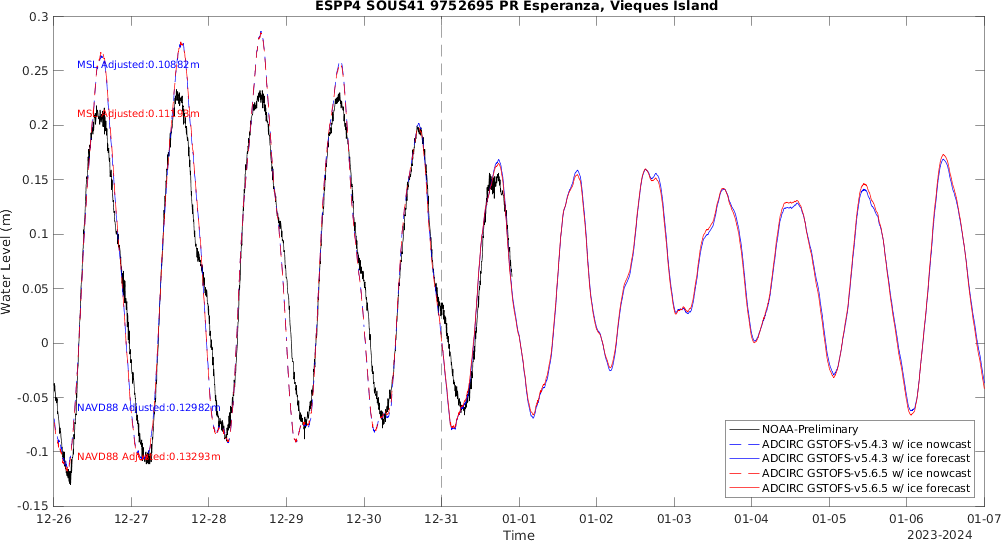 ESPP4 SOUS41 9752695 PR Esperanza, Vieques Island
0.3
0.25
0.2
0.15
0.1
0.05
0
-0.05
-0.1
-0.15
Water Level (m)
MSL Adjusted:0.10882m
MSL Adjusted:0.11193m
NAVD88 Adjusted:0.12982m
NAVD88 Adjusted:0.13293m
NOAA-Preliminary
ADCIRC GSTOFS-v5.4.3 w/ ice nowcast
ADCIRC GSTOFS-v5.4.3 w/ ice forecast
ADCIRC GSTOFS-v5.6.5 w/ ice nowcast
ADCIRC GSTOFS-v5.6.5 w/ ice forecast
12-26 12-27 12-28 12-29 12-30 12-31 01-01 01-02 01-03 01-04 01-05 01-06 01-07
Time
2023-2024